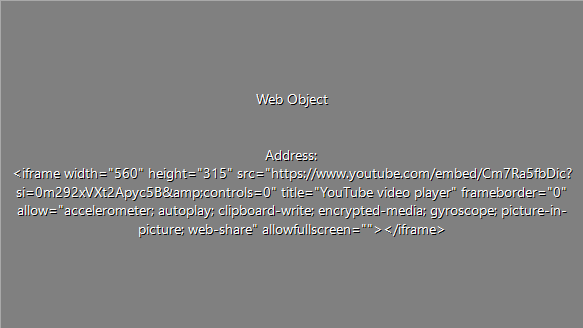 Web Object
Address:
<iframe width="560" height="315" src="https://www.youtube.com/embed/Cm7Ra5fbDic?
si=0m292xVXt2Apyc5B&amp;controls=0" title="YouTube video player" frameborder="0"
allow="accelerometer; autoplay; clipboard-write; encrypted-media; gyroscope; picture-in-
picture; web-share" allowfullscreen=""></iframe>